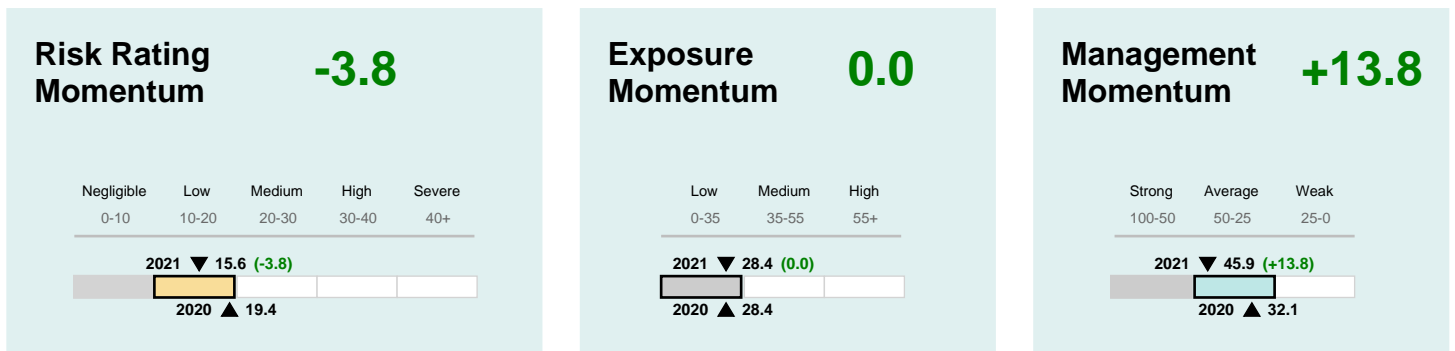 Risk Rating
Momentum
-3.8
Negligible Low Medium High Severe
0-10 10-20 20-30 30-40 40+
2021 ▼ 15.6 (-3.8)
2020 ▲ 19.4
Exposure
Momentum
0.0
Low Medium High
0-35 35-55 55+
2021 ▼ 28.4 (0.0)
2020 ▲ 28.4
Management
Momentum
+13.8
Strong Average Weak
100-50 50-25 25-0
2021 ▼ 45.9 (+13.8)
2020 ▲ 32.1